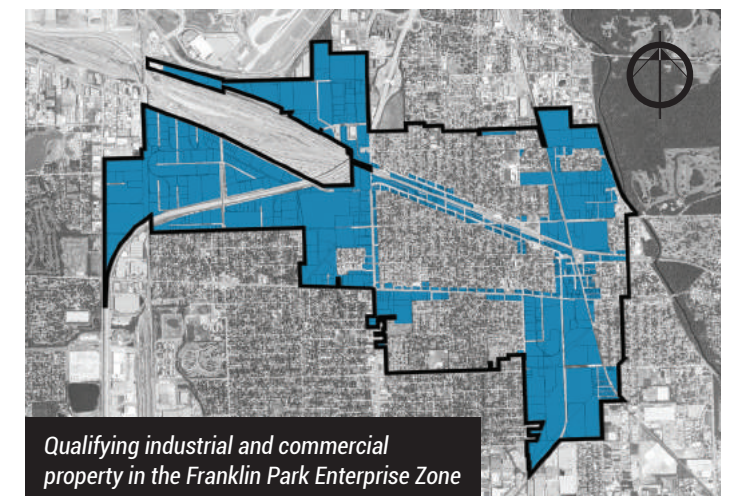 Qualifying industrial and commercial
property in the Franklin Park Enterprise Zone